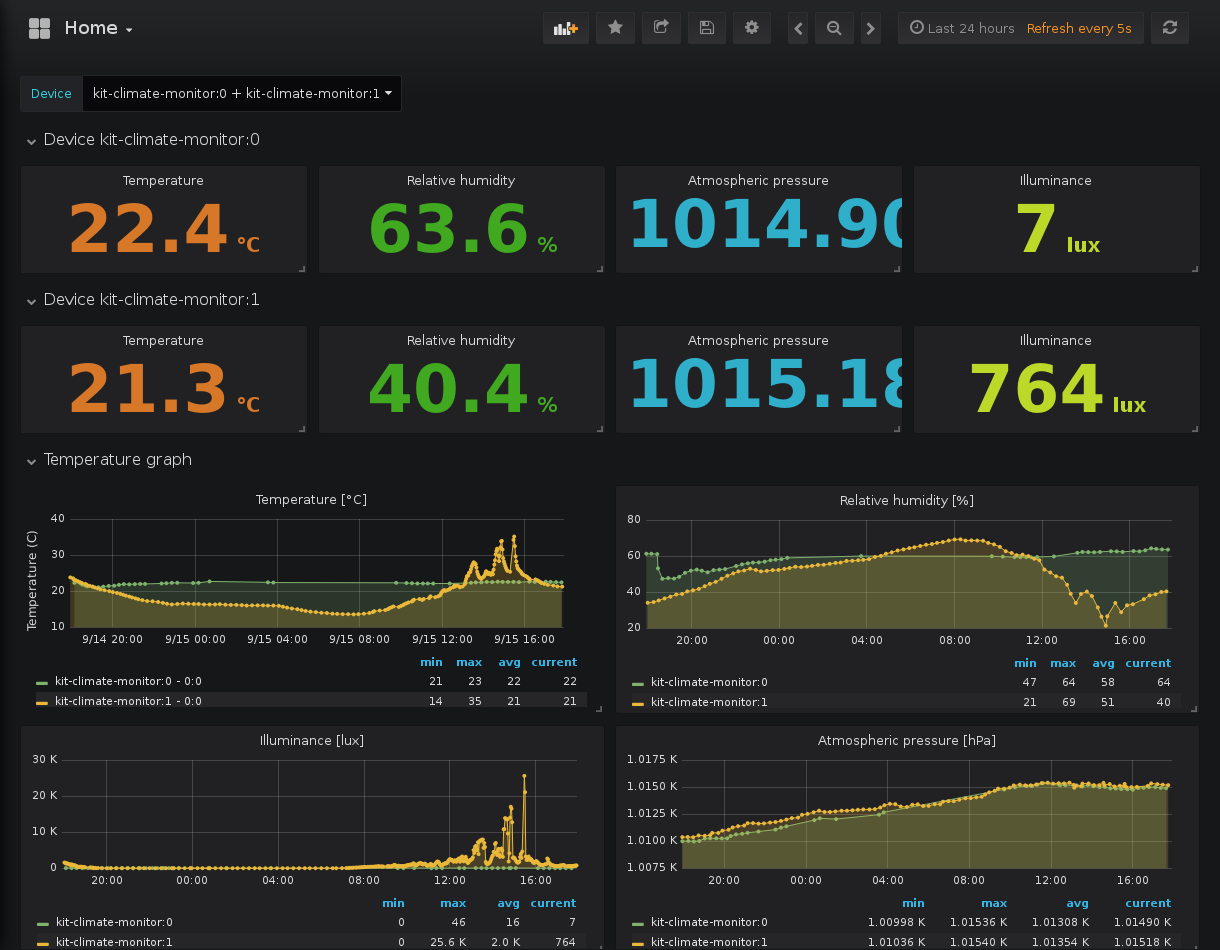 Home
Last 24 hours Refresh every 5s
Device kit-climate-monitor:0 + kit-climate-monitor:1
Device kit-climate-monitor:0
Temperature Relative humidity Atmospheric pressure Illuminance
22.4 °C 63.6 % 1014.90 7 lux
Device kit-climate-monitor:1
Temperature Relative humidity Atmospheric pressure Illuminance
21.3 °C 40.4 % 1015.18 764 lux
Temperature graph
Temperature [°C]
Temperature (C)
40
30
20
10
9/14 20:00 9/15 00:00 9/15 04:00 9/15 08:00 9/15 12:00 9/15 16:00
min max avg current
kit-climate-monitor:0 - 0:0 21 23 22 22
kit-climate-monitor:1 - 0:0 14 35 21 21
Relative humidity [%]
80
60
40
20
20:00 00:00 04:00 08:00 12:00 16:00
min max avg current
kit-climate-monitor:0 47 64 58 64
kit-climate-monitor:1 21 69 51 40
Illuminance [lux]
30 K
20 K
10 K
0
20:00 00:00 04:00 08:00 12:00 16:00
min max avg current
kit-climate-monitor:0 0 46 16 7
kit-climate-monitor:1 0 25.6 K 2.0 K 764
Atmospheric pressure [hPa]
1.0175 K
1.0150 K
1.0125 K
1.0100 K
1.0075 K
20:00 00:00 04:00 08:00 12:00 16:00
min max avg current
kit-climate-monitor:0 1.00998 K 1.01536 K 1.01308 K 1.01490 K
kit-climate-monitor:1 1.01036 K 1.01540 K 1.01354 K 1.01518 K